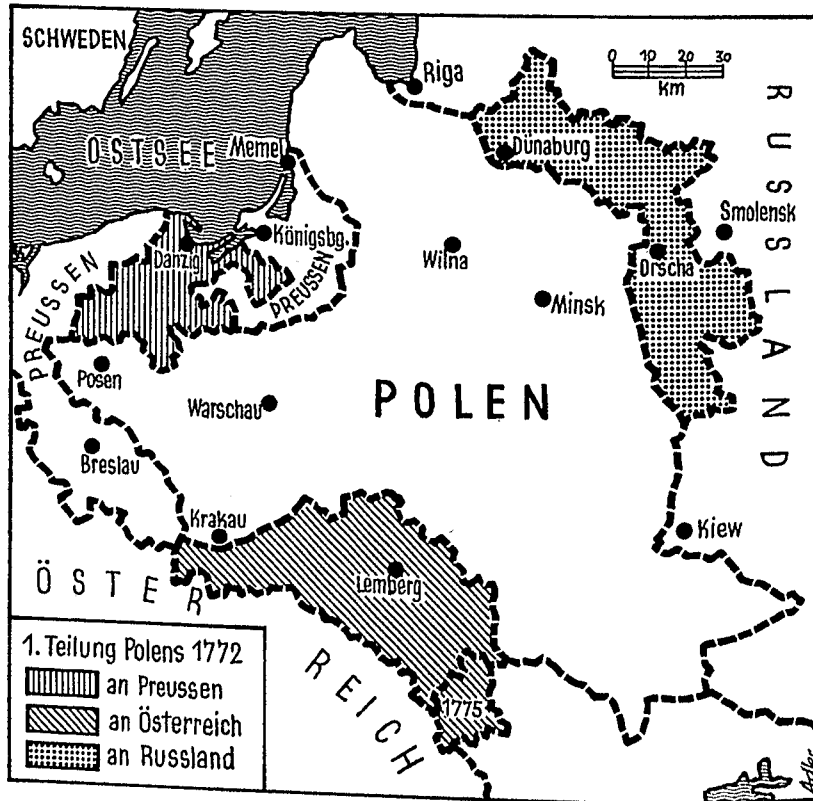 SCHWEDEN
Riga
10 20 30
Km
RUSSLAND
OSTSEE
Memel
Dünaburg
Smolensk
Königsbg.
Danzig
Wilna
Orscha
PREUSSEN
PREUSSEN
Minsk
Posen
Warschau
POLEN
Breslau
Krakau
Kiew
Lemberg
ÖSTER
REICH
1775
1. Teilung Polens 1772
an Preussen
an Österreich
an Russland
Adler